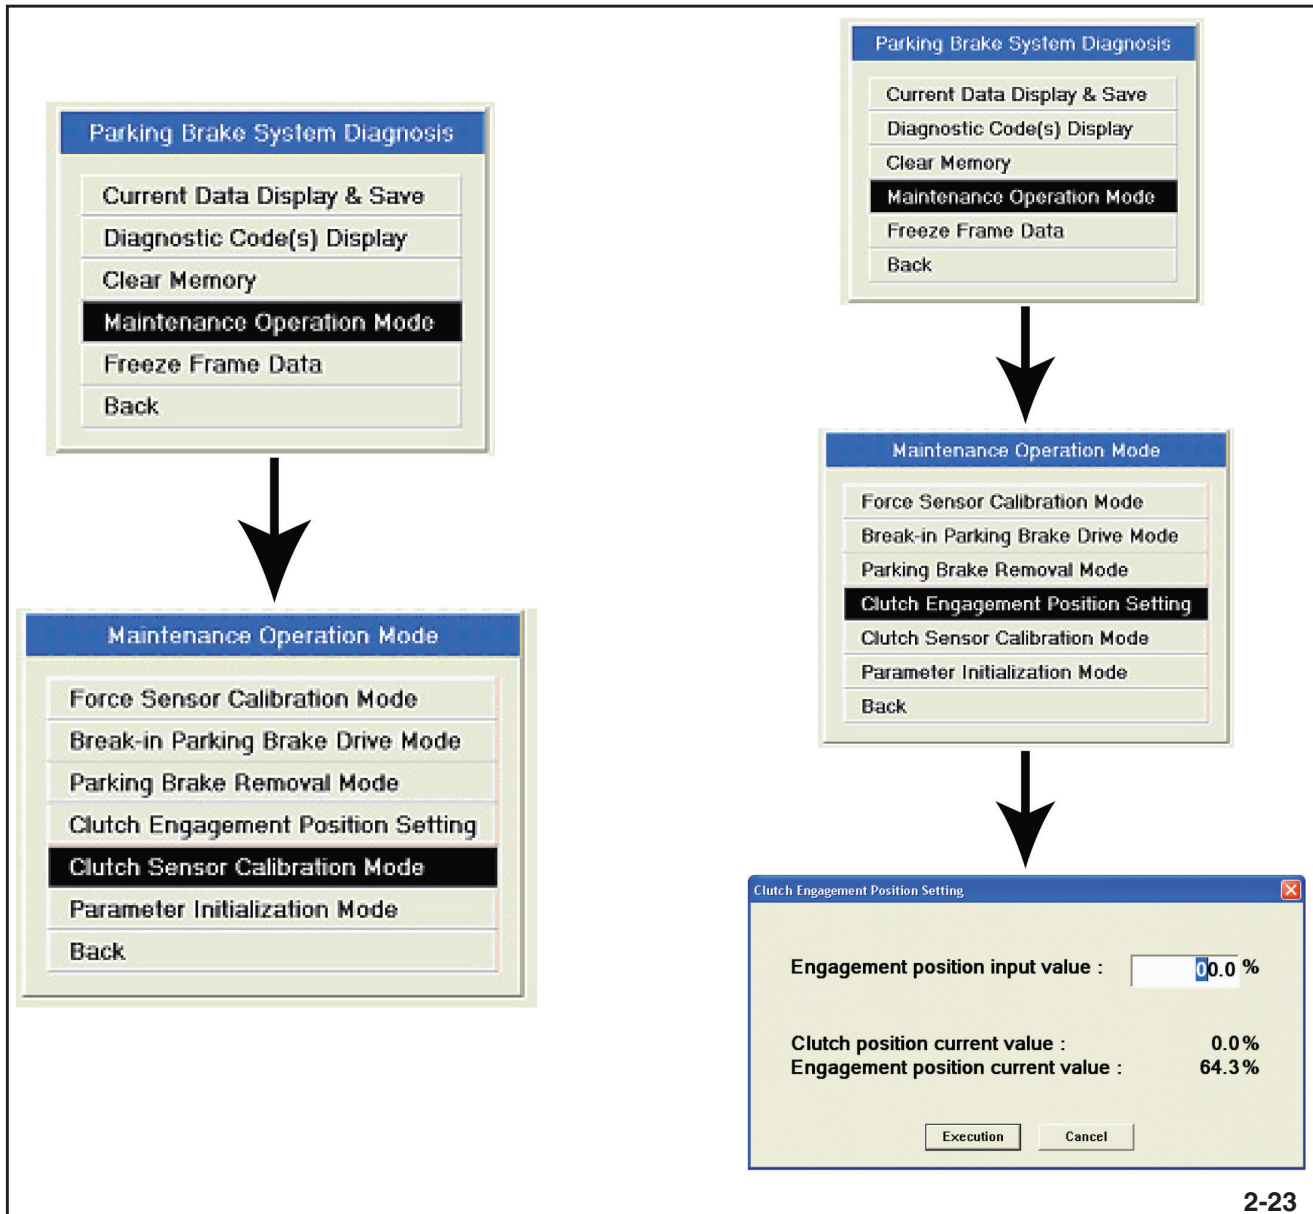 Parking Brake System Diagnosis
Current Data Display & Save
Diagnostic Code(s) Display
Clear Memory
Maintenance Operation Mode
Freeze Frame Data
Back
Maintenance Operation Mode
Force Sensor Calibration Mode
Break-in Parking Brake Drive Mode
Parking Brake Removal Mode
Clutch Engagement Position Setting
Clutch Sensor Calibration Mode
Parameter Initialization Mode
Back
Parking Brake System Diagnosis
Current Data Display & Save
Diagnostic Code(s) Display
Clear Memory
Maintenance Operation Mode
Freeze Frame Data
Back
Maintenance Operation Mode
Force Sensor Calibration Mode
Break-in Parking Brake Drive Mode
Parking Brake Removal Mode
Clutch Engagement Position Setting
Clutch Sensor Calibration Mode
Parameter Initialization Mode
Back
Clutch Engagement Position Setting
Engagement position input value : 00.0 %
Clutch position current value : 0.0%
Engagement position current value : 64.3%
Execution Cancel
2-23